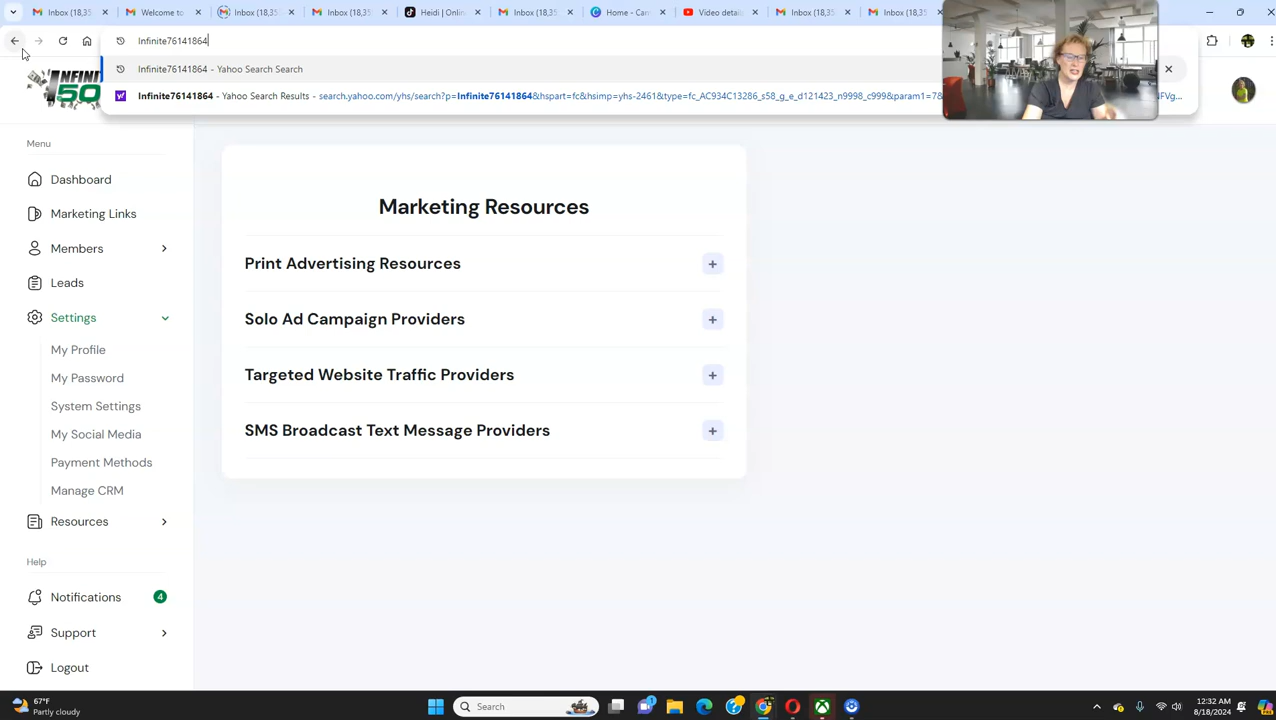 Inbox (18,35
Welcome to
Inbox (18,35
Inbox (18,35
Heidi | Onlin
Inbox (18,35
Home - Can
Video detail
Inbox (18,35
Inbox (18,35
Infinite76141864
Infinite76141864 - Yahoo Search Search
Infinite76141864 - Yahoo Search Results - search.yahoo.com/yhs/search?p=Infinite76141864&hspart=fc&hsimp=yhs-2461&type=fc_AC934C13286_s58_g_e_d121423_n9998_c999&param1=7&
NFVg...
INFINI
50
Menu
Dashboard
Marketing Links
Members
Leads
Settings
My Profile
My Password
System Settings
My Social Media
Payment Methods
Manage CRM
Resources
Help
Notifications 4
Support
Logout
Marketing Resources
Print Advertising Resources +
Solo Ad Campaign Providers +
Targeted Website Traffic Providers +
SMS Broadcast Text Message Providers +
67°F
Partly cloudy
Search
12:32 AM
8/18/2024